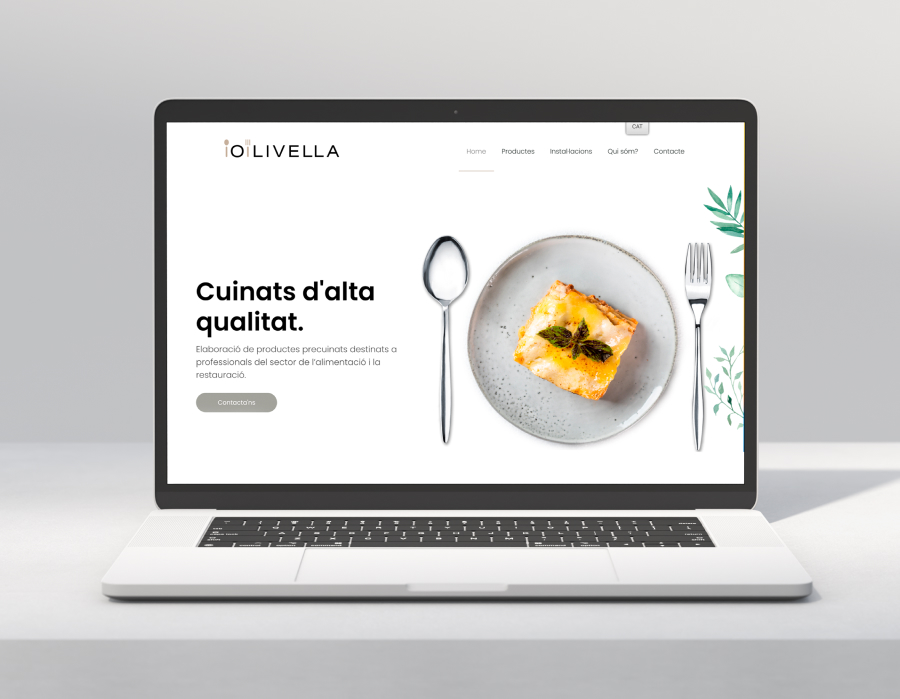 CAT
OLIVELLA
Home Productes Instal·lacions Qui sóm? Contacte
Cuinats d'alta
qualitat.
Elaboració de productes precuinats destinats a
professionals del sector de l'alimentació i la
restauració.
Contacta'ns